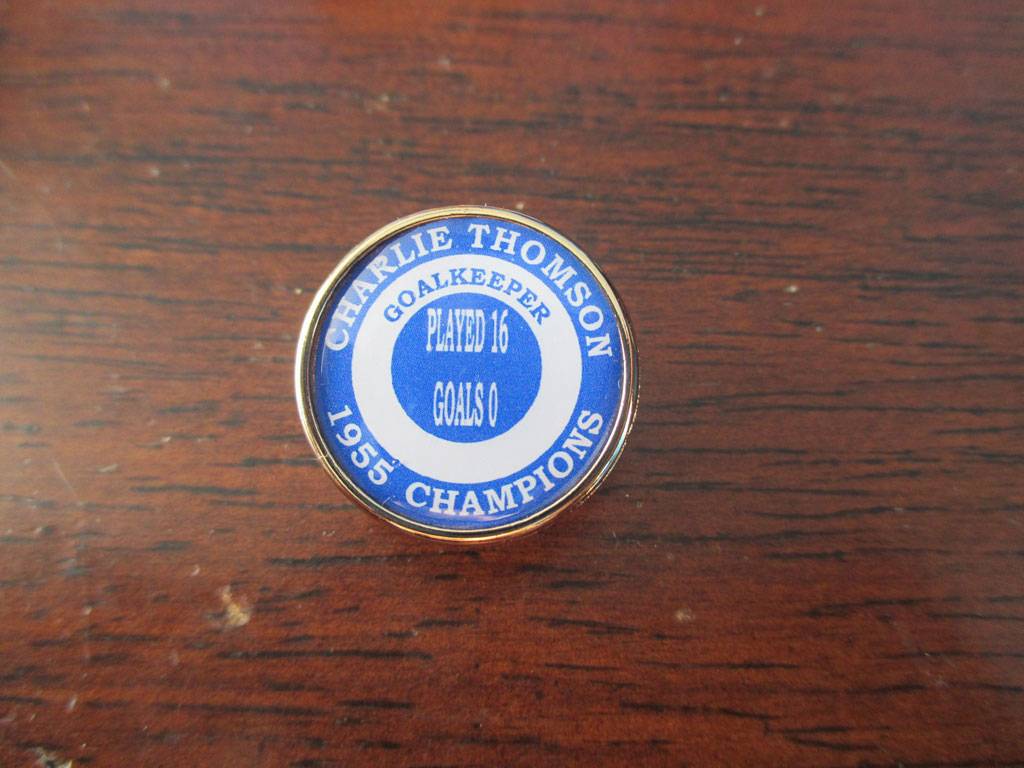 CHARLIE THOMSON
GOALKEEPER
PLAYED 16
GOALS 0
1955 CHAMPIONS